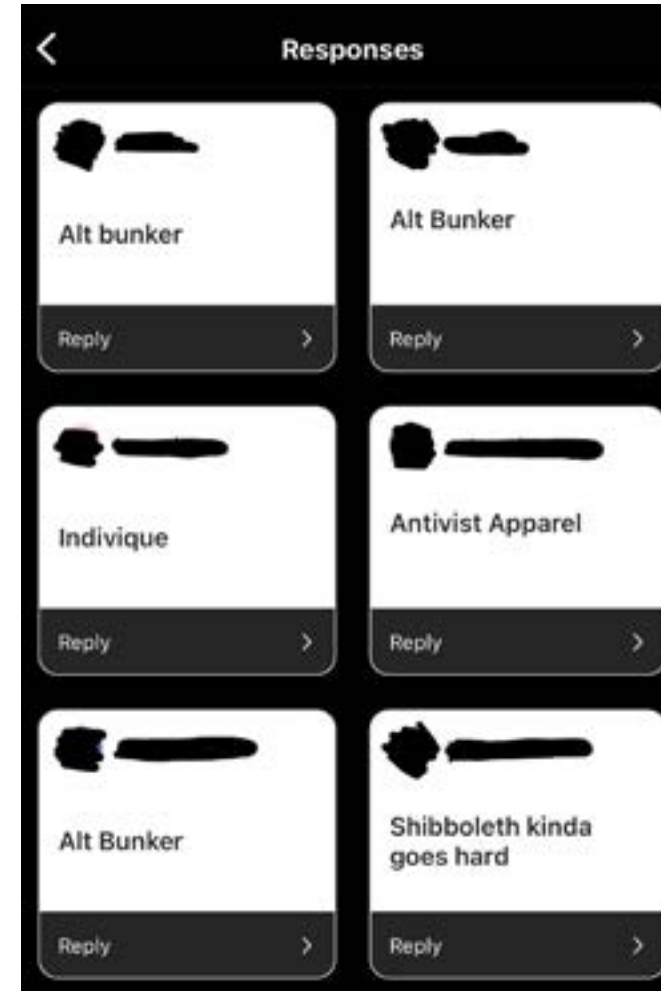 Responses
Alt bunker
Reply
Alt Bunker
Reply
Indivique
Reply
Antivist Apparel
Reply
Alt Bunker
Reply
Shibboleth kinda
goes hard
Reply